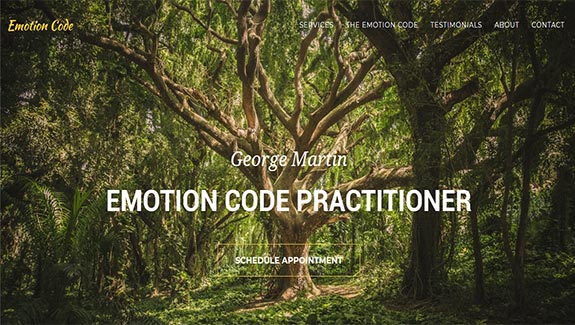 Emotion Code
SERVICES THE EMOTION CODE TESTIMONIALS ABOUT CONTACT
George Martin
EMOTION CODE PRACTITIONER
SCHEDULE APPOINTMENT